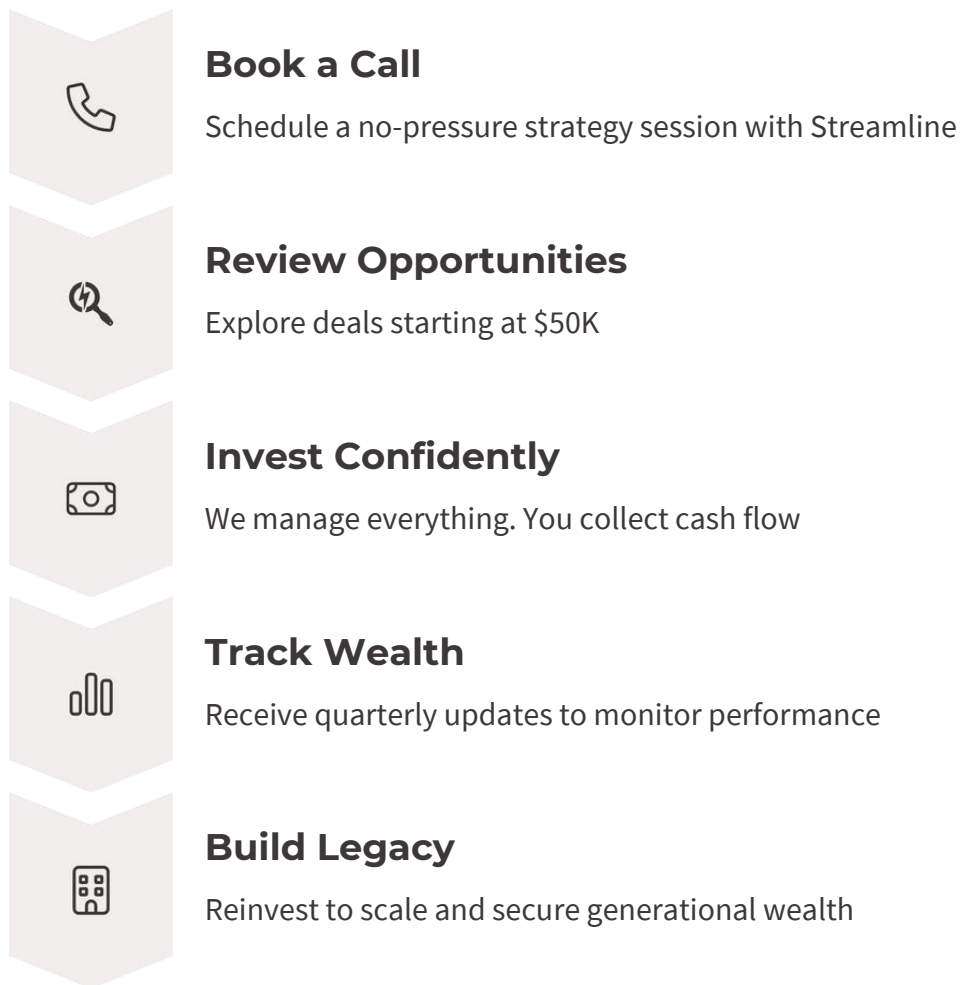 Book a Call
Schedule a no-pressure strategy session with Streamline
Review Opportunities
Explore deals starting at $50K
Invest Confidently
We manage everything. You collect cash flow
Track Wealth
Receive quarterly updates to monitor performance
Build Legacy
Reinvest to scale and secure generational wealth